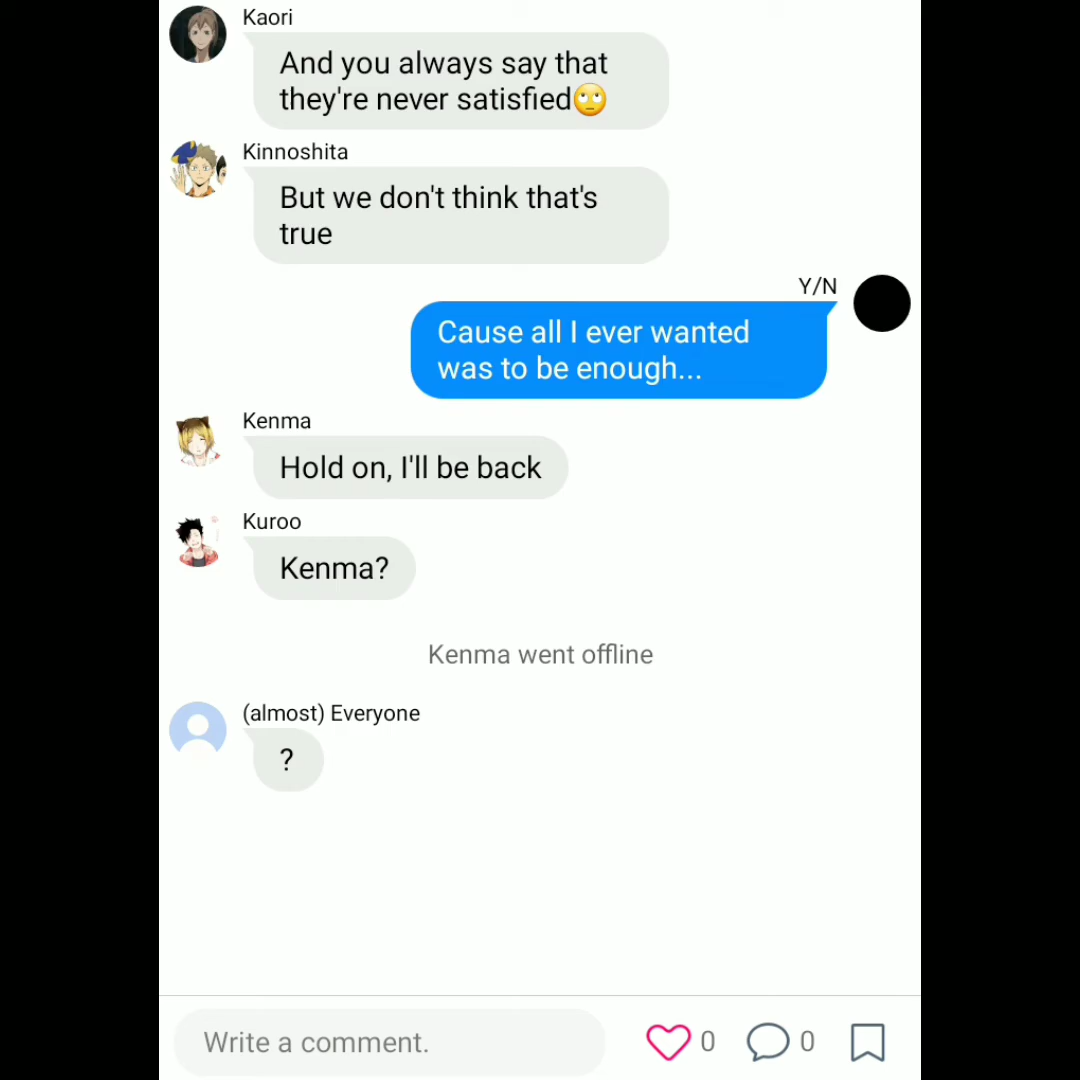 Kaori
And you always say that
they're never satisfied🙄
Kinnoshita
But we don't think that's
true
Y/N
Cause all I ever wanted
was to be enough...
Kenma
Hold on, I'll be back
Kuroo
Kenma?
Kenma went offline
(almost) Everyone
?
Write a comment. 0 0